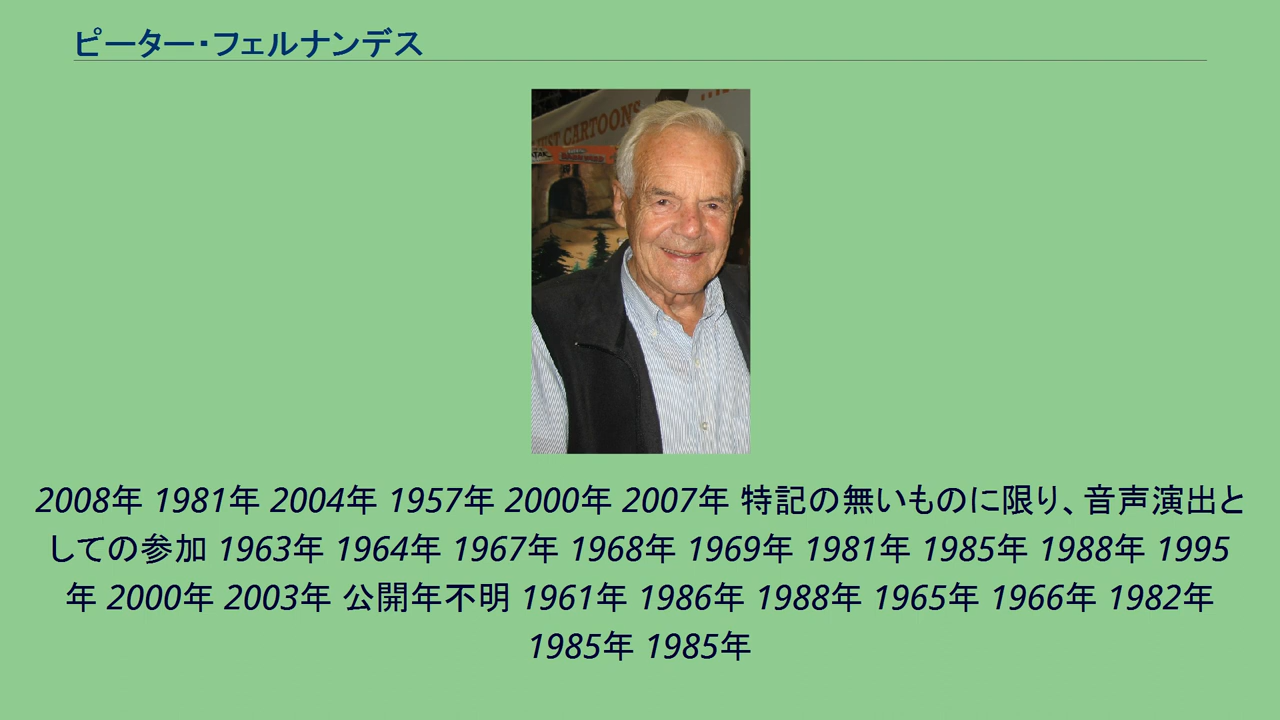 ピーター・フェルナンデス
JUST CARTOONS
2008年 1981年 2004年 1957年 2000年 2007年 特記の無いものに限り、音声演出と
しての参加 1963年 1964年 1967年 1968年 1969年 1981年 1985年 1988年 1995
年 2000年 2003年 公開年不明 1961年 1986年 1988年 1965年 1966年 1982年
1985年 1985年